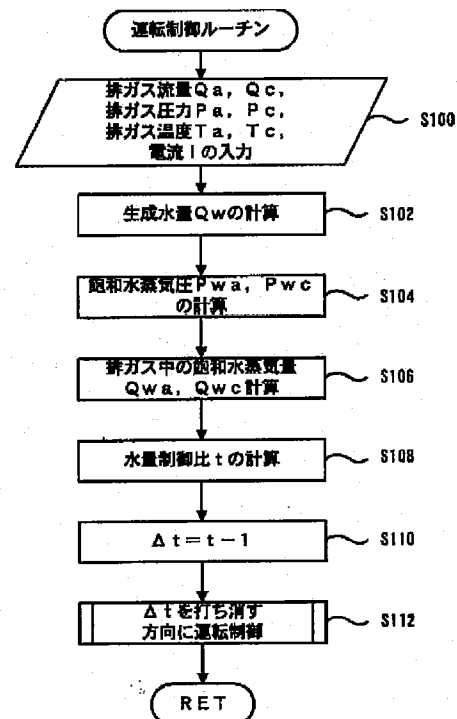 運転制御ルーチン
排ガス流量Qa，Qc，
排ガス圧力Pa，Pc，
排ガス温度Ta，Tc，
電流Iの入力
S100
生成水量Qwの計算
S102
飽和水蒸気圧Pwa，Pwc
の計算
S104
排ガス中の飽和水蒸気量
Qwa，Qwc計算
S106
水量制御比tの計算
S108
Δt＝t－1
S110
Δtを打ち消す
方向に運転制御
S112
RET